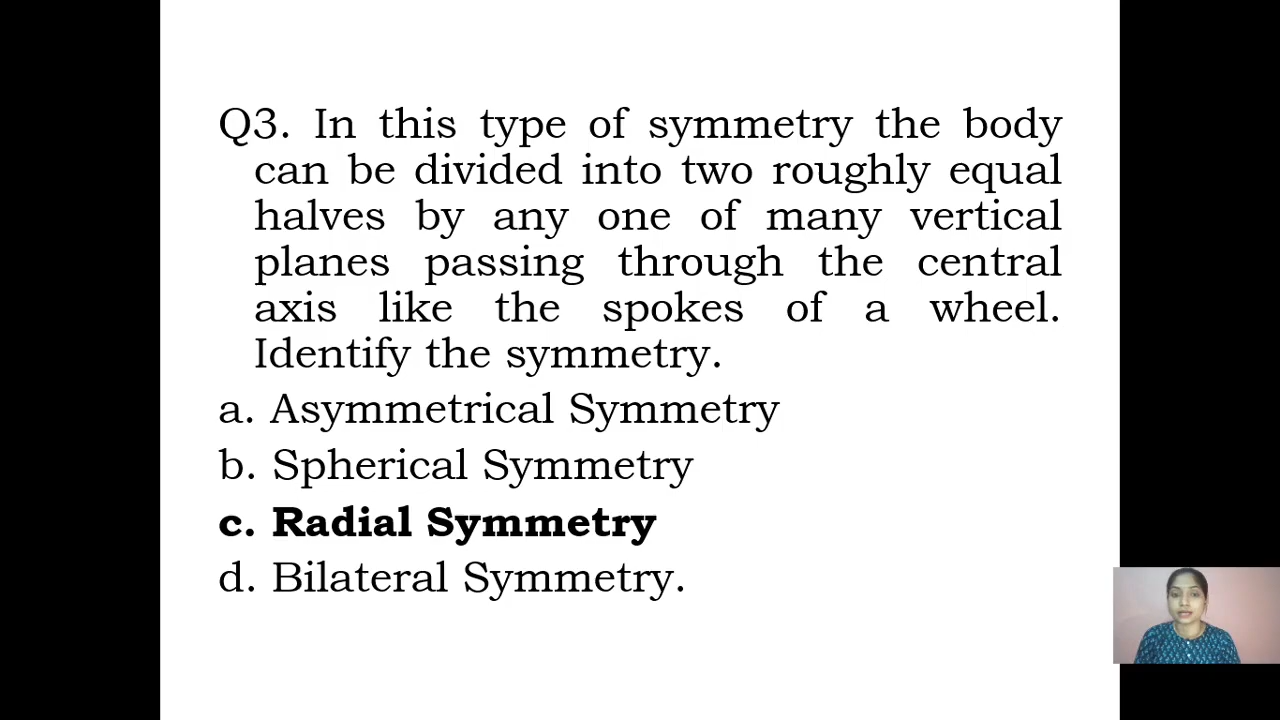 Q3. In this type of symmetry the body
can be divided into two roughly equal
halves by any one of many vertical
planes passing through the central
axis like the spokes of a wheel.
Identify the symmetry.
a. Asymmetrical Symmetry
b. Spherical Symmetry
c. Radial Symmetry
d. Bilateral Symmetry.